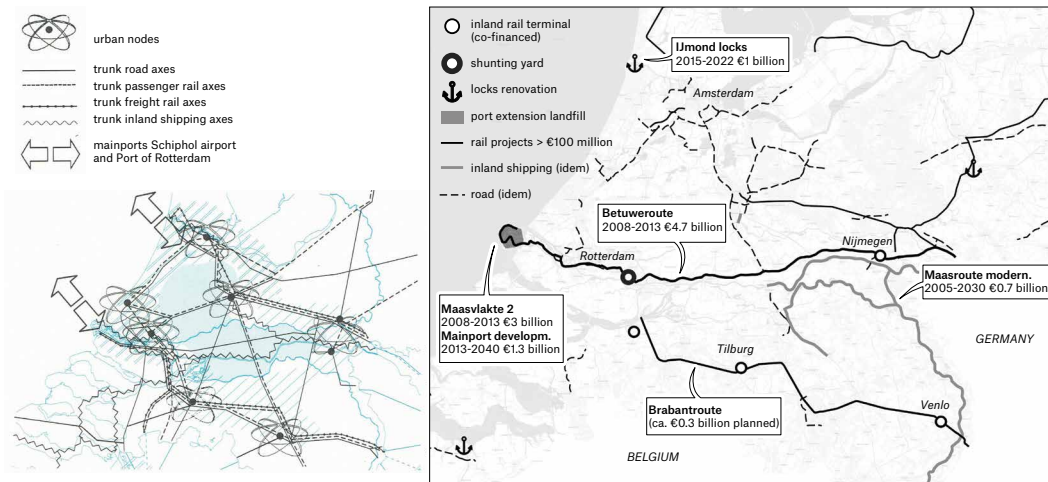 urban nodes
trunk road axes
trunk passenger rail axes
trunk freight rail axes
trunk inland shipping axes
mainports Schiphol airport
and Port of Rotterdam
inland rail terminal
(co-financed)
shunting yard
locks renovation
port extension landfill
rail projects > €100 million
inland shipping (idem)
road (idem)
IJmond locks
2015-2022 €1 billion
Amsterdam
Betuweroute
2008-2013 €4.7 billion
Nijmegen
Rotterdam
Maasroute modern.
2005-2030 €0.7 billion
Maasvlakte 2
2008-2013 €3 billion
Mainport developm.
2013-2040 €1.3 billion
GERMANY
Tilburg
Brabantroute
(ca. €0.3 billion planned)
Venlo
BELGIUM